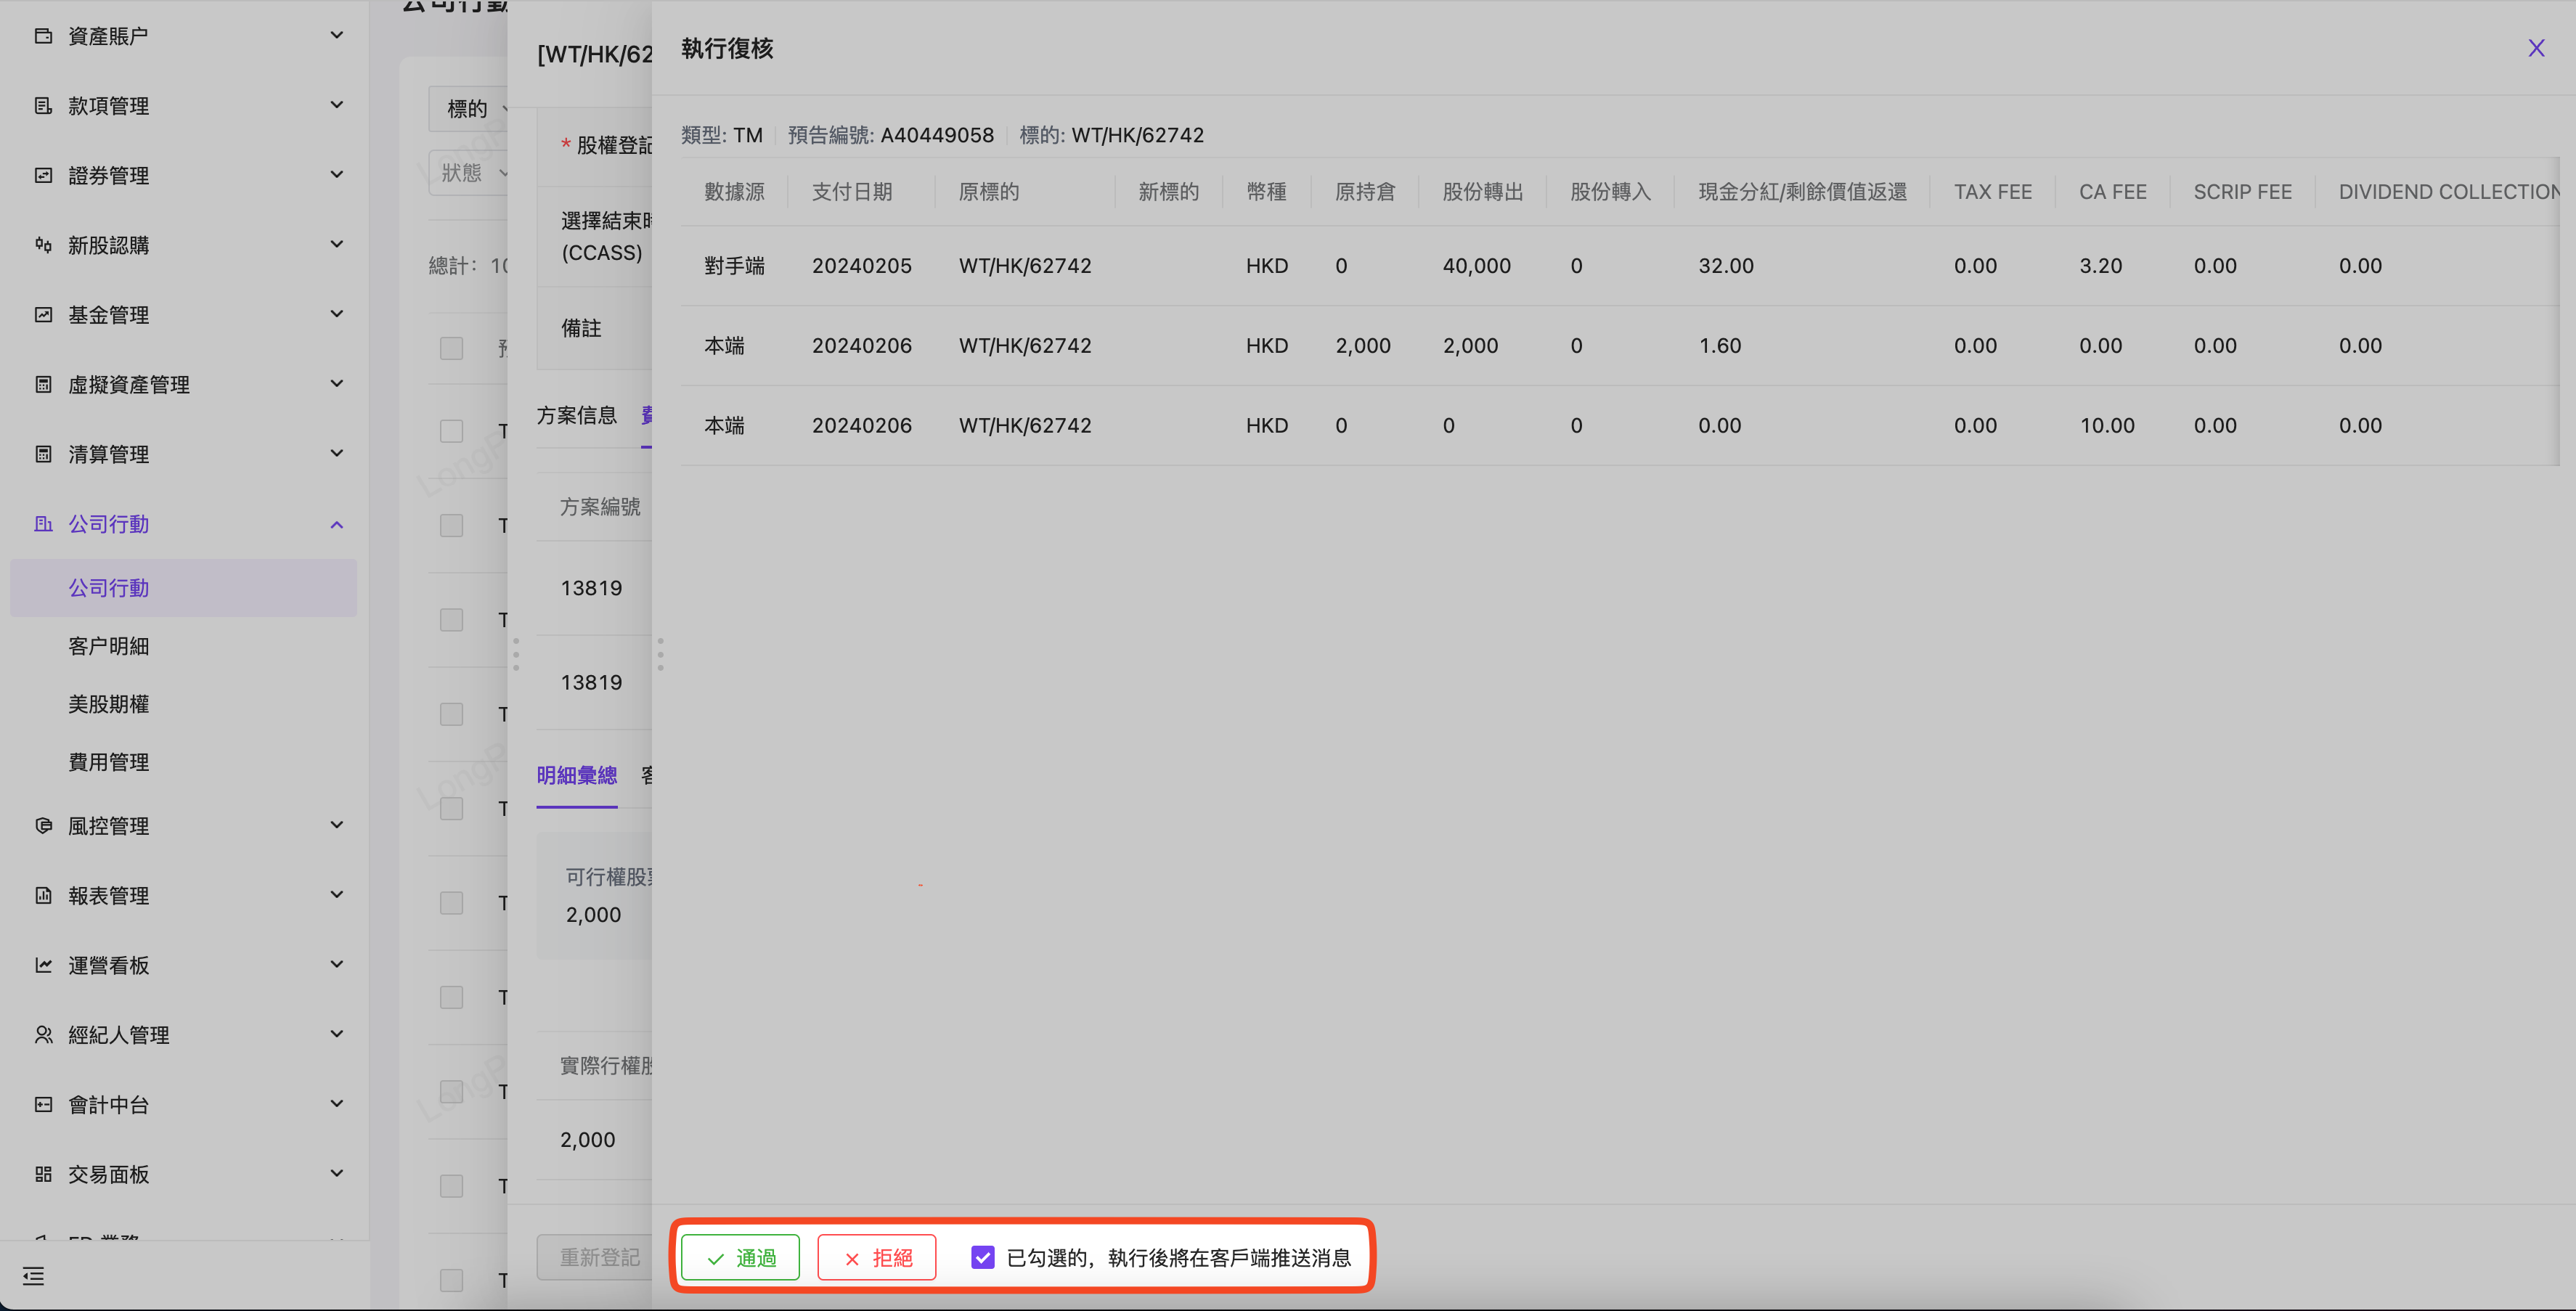 資產賬户
款項管理
證券管理
新股認購
基金管理
虛擬資產管理
清算管理
公司行動
公司行動
客户明細
美股期權
費用管理
風控管理
報表管理
運營看板
經紀人管理
會計中台
交易面板
公司行動
標的
狀態
總計: 10
[WT/HK/62
* 股權登記
選擇結束時
(CCASS)
備註
方案信息
方案編號
13819
13819
明細彙總 客
可行權股票
2,000
實際行權股
2,000
重新登記
執行復核
類型: TM 預告編號: A40449058 標的: WT/HK/62742
數據源 支付日期 原標的 新標的 幣種 原持倉 股份轉出 股份轉入 現金分紅/剩餘價值返還 TAX FEE CA FEE SCRIP FEE DIVIDEND COLLECTION
對手端 20240205 WT/HK/62742 HKD 0 40,000 0 32.00 0.00 3.20 0.00 0.00
本端 20240206 WT/HK/62742 HKD 2,000 2,000 0 1.60 0.00 0.00 0.00 0.00
本端 20240206 WT/HK/62742 HKD 0 0 0 0.00 0.00 10.00 0.00 0.00
通過 拒絕 已勾選的，執行後將在客戶端推送消息